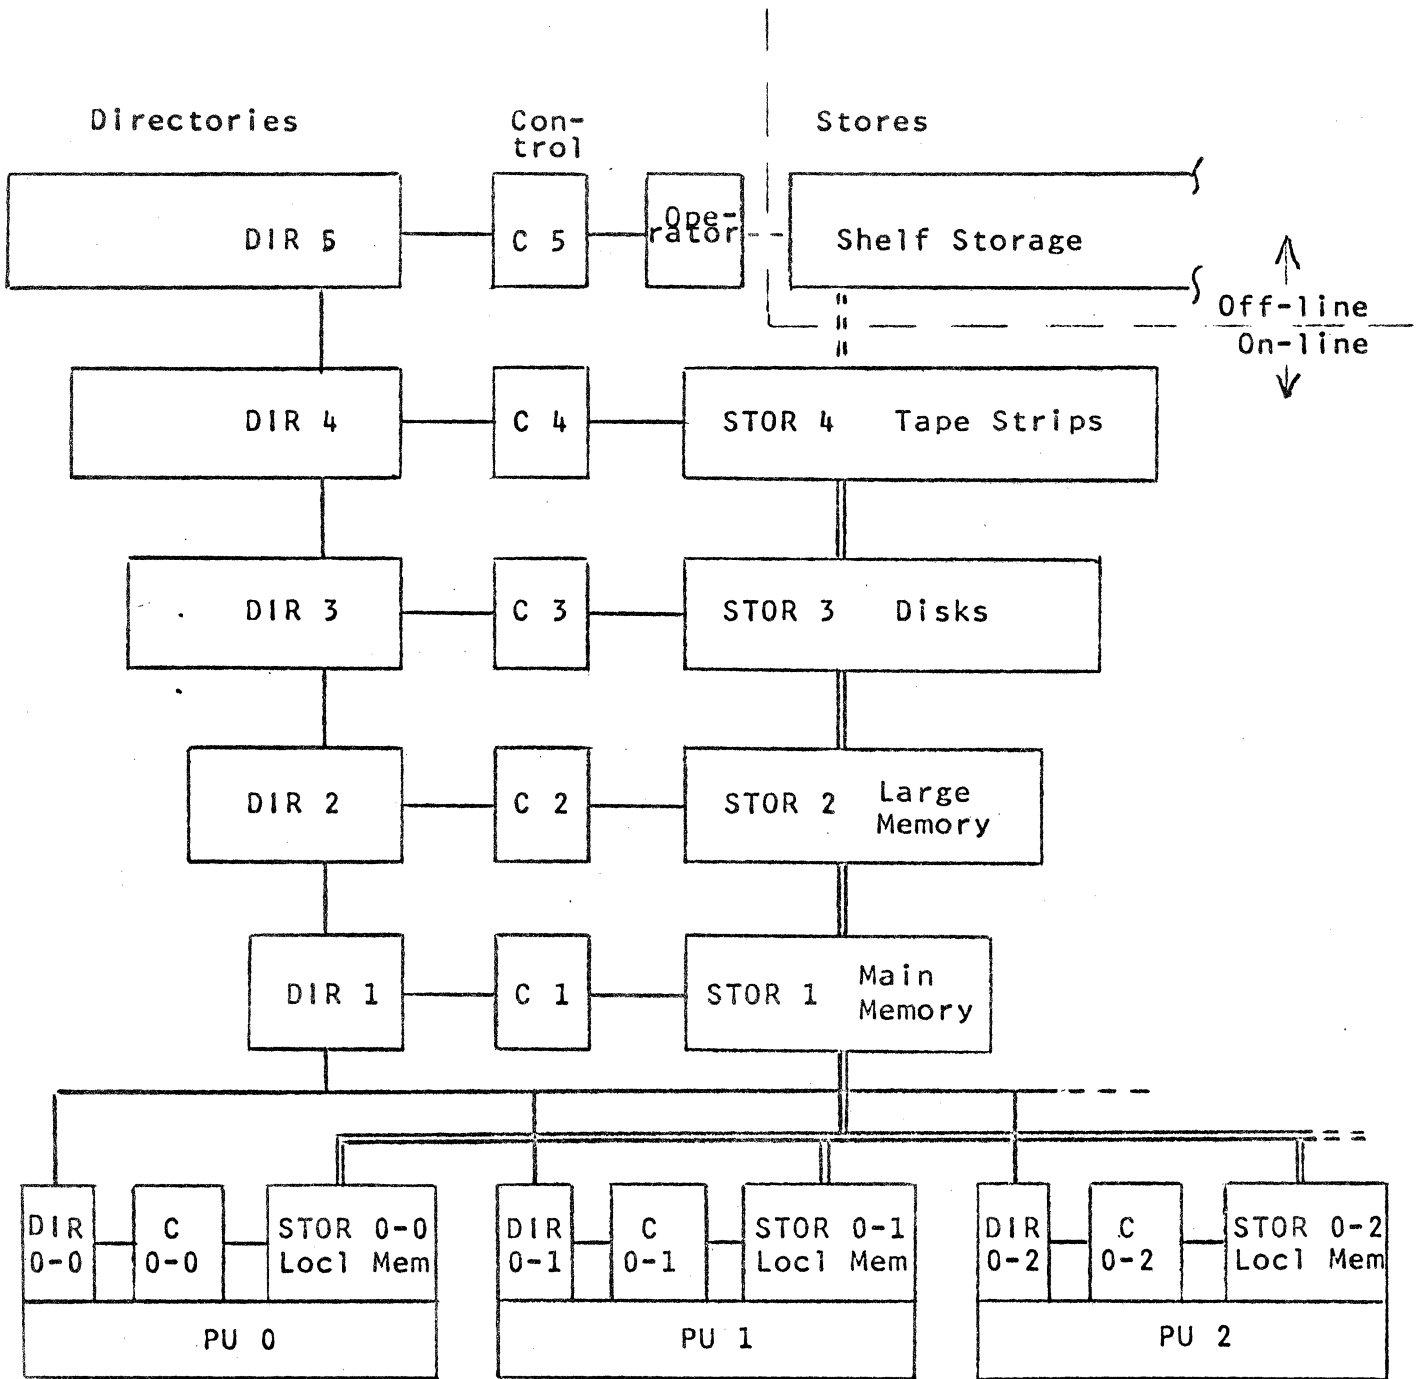 Directories
Con-
trol
Stores
DIR 5
C 5
Ope-
rator
Shelf Storage
Off-line
On-line
DIR 4
C 4
STOR 4 Tape Strips
DIR 3
C 3
STOR 3 Disks
DIR 2
C 2
STOR 2 Large
Memory
DIR 1
C 1
STOR 1 Main
Memory
DIR
0-0
C
0-0
STOR 0-0
Locl Mem
PU 0
DIR
0-1
C
0-1
STOR 0-1
Locl Mem
PU 1
DIR
0-2
C
0-2
STOR 0-2
Locl Mem
PU 2